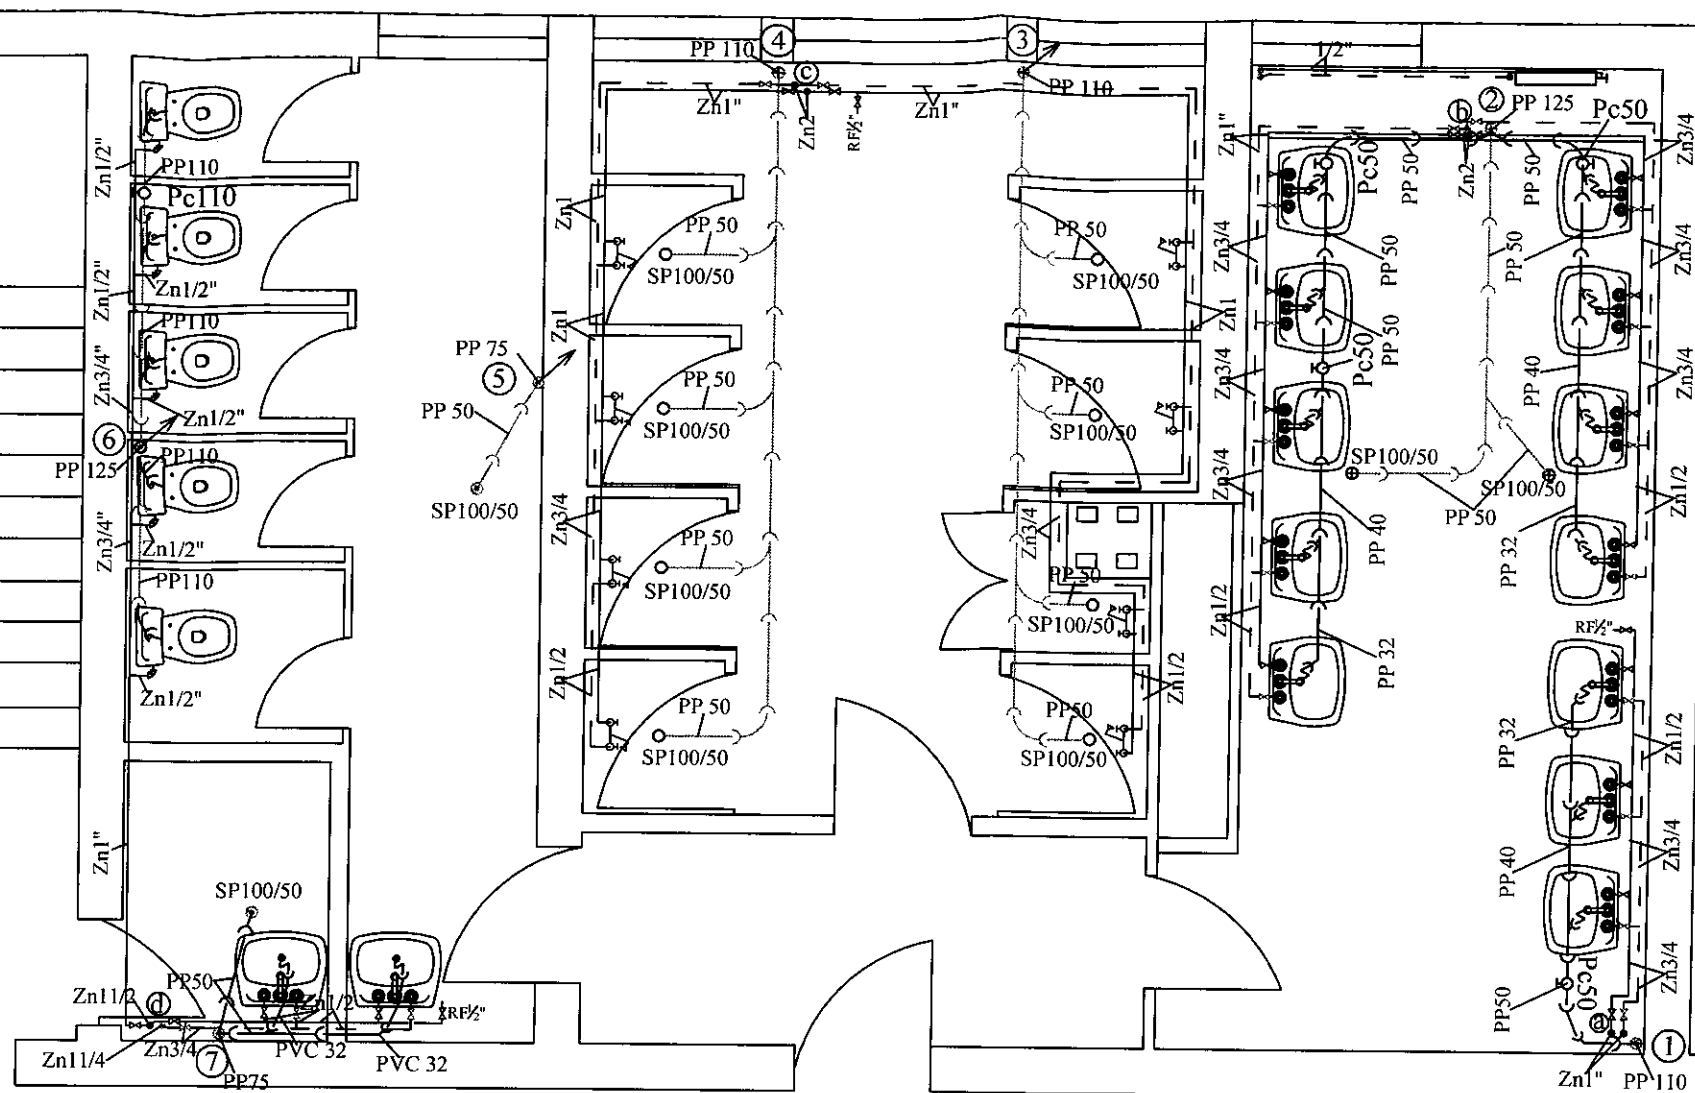 PP 110
4
c
3
PP 110
1/2"
Zn1"
Zn2
RF½"
Zn1"
b
2
PP 125
Pc50
Zn1"
Zn3/4
Zn1/2"
PP110
Pc110
Pc50
PP 50
Zn2
PP 50
Zn1
PP 50
SP100/50
PP 50
SP100/50
Zn3/4
PP 50
PP 50
PP 50
Zn3/4
Zn1/2"
Zn1/2"
PP110
Zn1
Zn1
Pc50
PP 50
Zn3/4"
Zn1/2"
PP 75
5
PP 50
PP 50
SP100/50
PP 50
SP100/50
Zn3/4
PP 40
Zn3/4
6
PP 125
PP110
SP100/50
Zn3/4
SP100/50
SP100/50
PP 50
Zn1/2
Zn3/4"
Zn1/2"
Zn3/4
PP 50
SP100/50
Zn3/4
PP 50
SP100/50
PP 40
PP 32
PP110
Zn1/2"
Zn1/2
PP 50
SP100/50
Zn1/2
PP50
SP100/50
Zn1/2
PP 32
RF½"
PP 32
Zn1/2
Zn1"
PP 40
Zn3/4
SP100/50
PP50
Zn11/2
d
Zn1/2
RF½"
Zn11/4
Zn3/4
7
PP75
PVC 32
PVC 32
Pc50
PP50
Zn3/4
a
1
Zn1"
PP 110